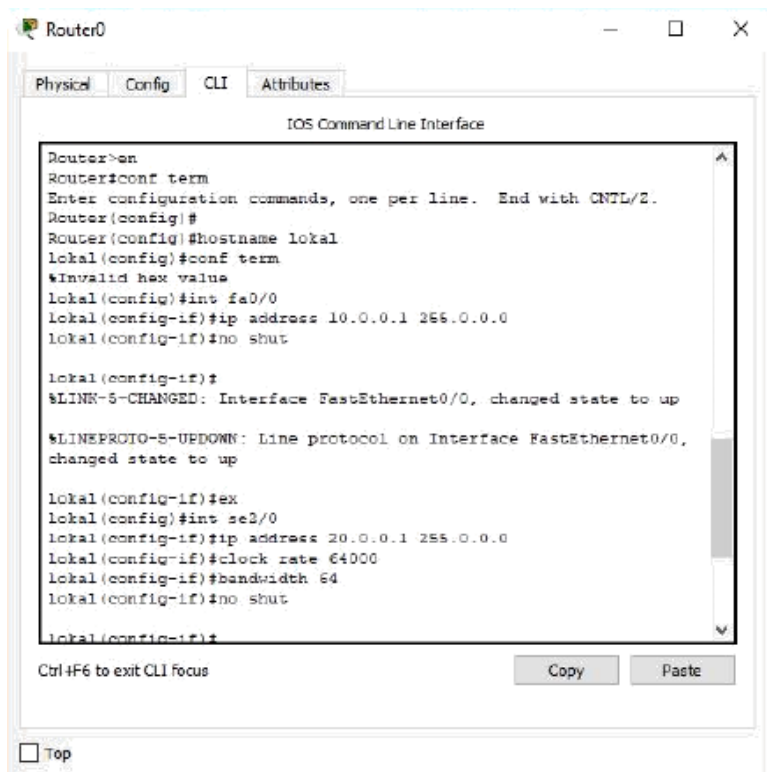 Router0
Physical Config CLI Attributes
IOS Command Line Interface
Router>en
Router#conf term
Enter configuration commands, one per line. End with CNTL/Z.
Router(config)#
Router(config)#hostname lokal
lokal(config)#conf term
%Invalid hex value
lokal(config)#int fa0/0
lokal(config-if)#ip address 10.0.0.1 255.0.0.0
lokal(config-if)#no shut
lokal(config-if)#
%LINK-5-CHANGED: Interface FastEthernet0/0, changed state to up
%LINEPROTO-5-UPDOWN: Line protocol on Interface FastEthernet0/0,
changed state to up
lokal(config-if)#ex
lokal(config)#int se2/0
lokal(config-if)#ip address 20.0.0.1 255.0.0.0
lokal(config-if)#clock rate 64000
lokal(config-if)#bandwidth 64
lokal(config-if)#no shut
lokal(config-if)#
Ctrl+F6 to exit CLI focus
Copy Paste
Top